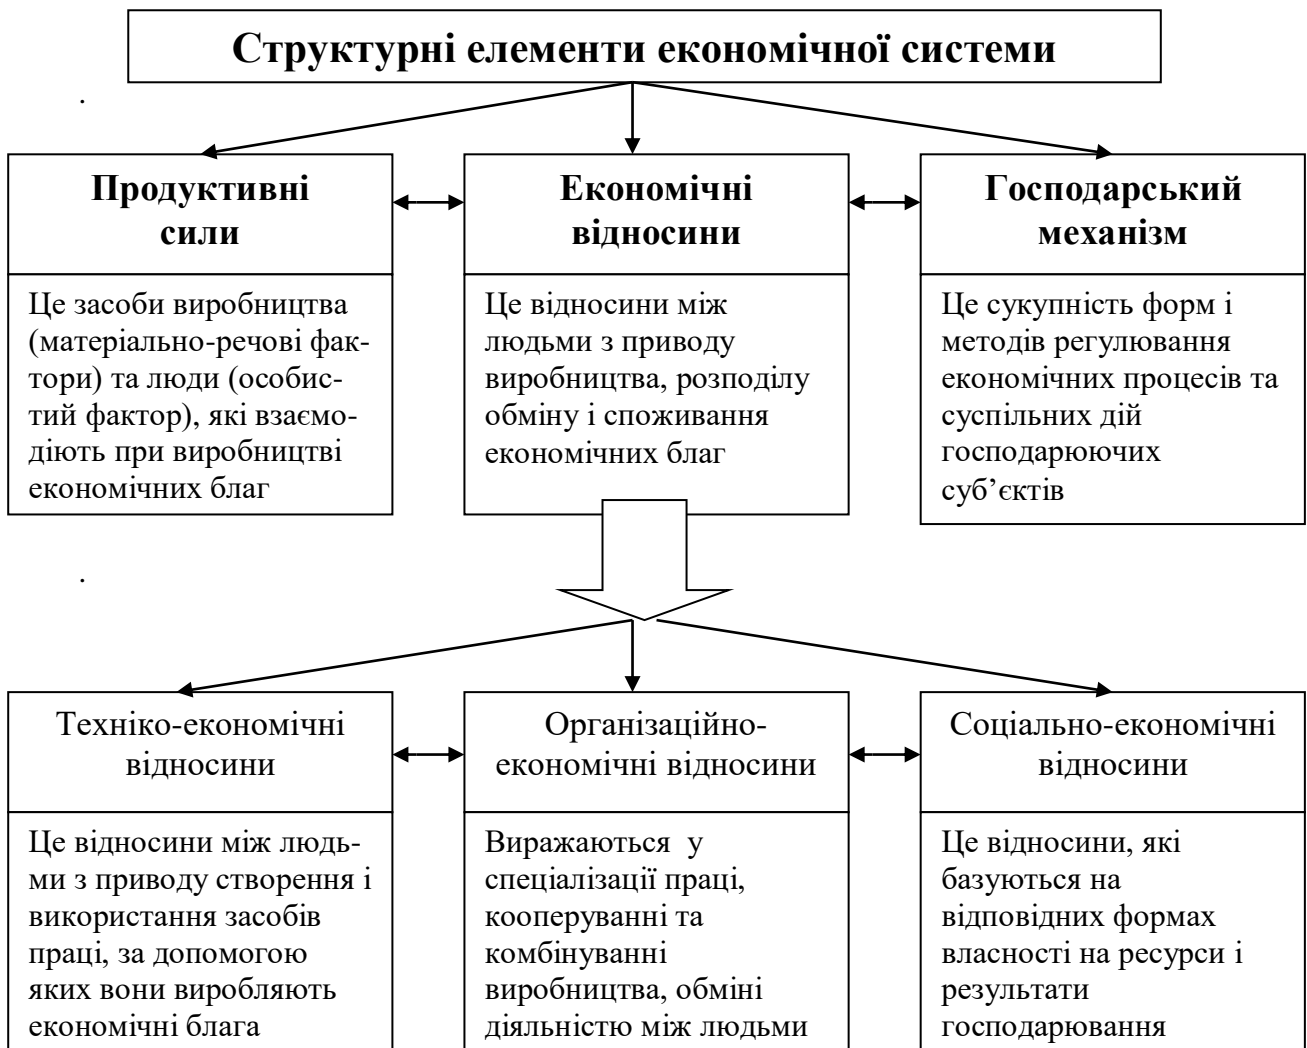 Структурні елементи економічної системи
.
Продуктивні
сили
Це засоби виробництва
(матеріально-речові фак-
тори) та люди (особис-
тий фактор), які взаємо-
діють при виробництві
економічних благ
Економічні
відносини
Це відносини між
людьми з приводу
виробництва, розподілу
обміну і споживання
економічних благ
Господарський
механізм
Це сукупність форм і
методів регулювання
економічних процесів та
суспільних дій
господарюючих
суб’єктів
.
Техніко-економічні
відносини
Це відносини між людь-
ми з приводу створення і
використання засобів
праці, за допомогою
яких вони виробляють
економічні блага
Організаційно-
економічні відносини
Виражаються  у
спеціалізації праці,
кооперуванні та
комбінуванні
виробництва, обміні
діяльністю між людьми
Соціально-економічні
відносини
Це відносини, які
базуються на
відповідних формах
власності на ресурси і
результати
господарювання